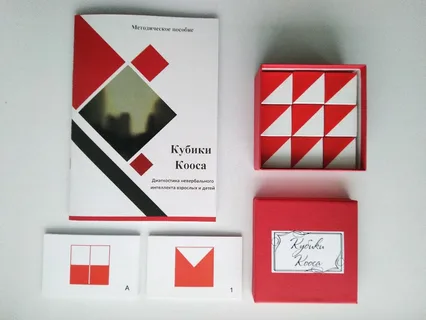 Методическое пособие
Кубики
Кооса
Диагностика невербального
интеллекта взрослых и детей
А
1
Кубики
Кооса